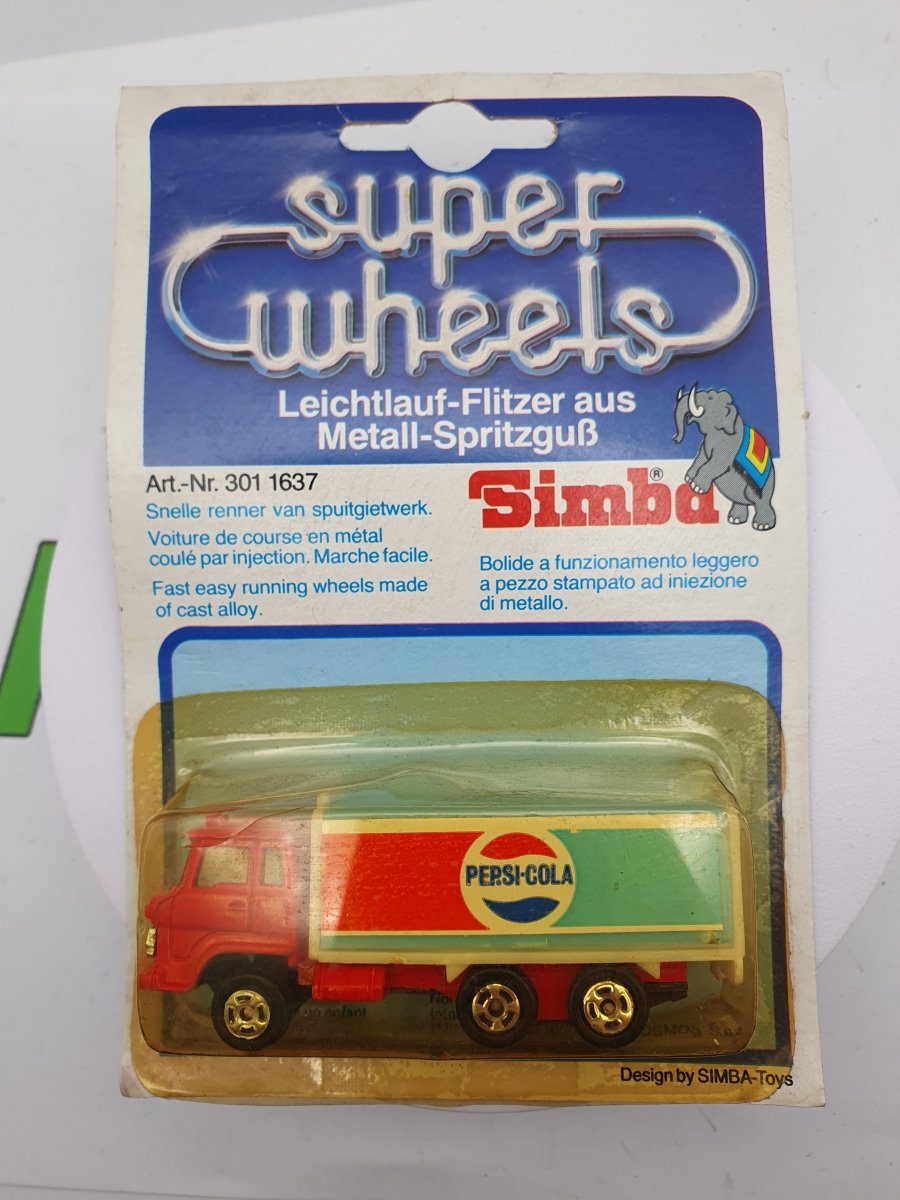 super
wheels
Leichtlauf-Flitzer aus
Metall-Spritzguß
Art.-Nr. 301 1637
Snelle renner van spuitgietwerk.
Voiture de course en métal
coulé par injection. Marche facile.
Fast easy running wheels made
of cast alloy.
Simba®
Bolide a funzionamento leggero
a pezzo stampato ad iniezione
di metallo.
PEPSI-COLA
enfant
Design by SIMBA-Toys